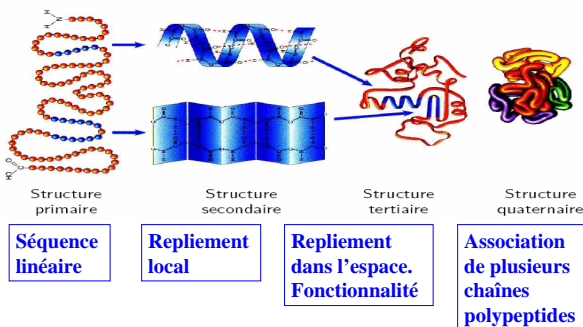 Structure
primaire
Structure
secondaire
Structure
tertiaire
Structure
quaternaire
Séquence
linéaire
Repliement
local
Repliement
dans l'espace.
Fonctionnalité
Association
de plusieurs
chaînes
polypeptides